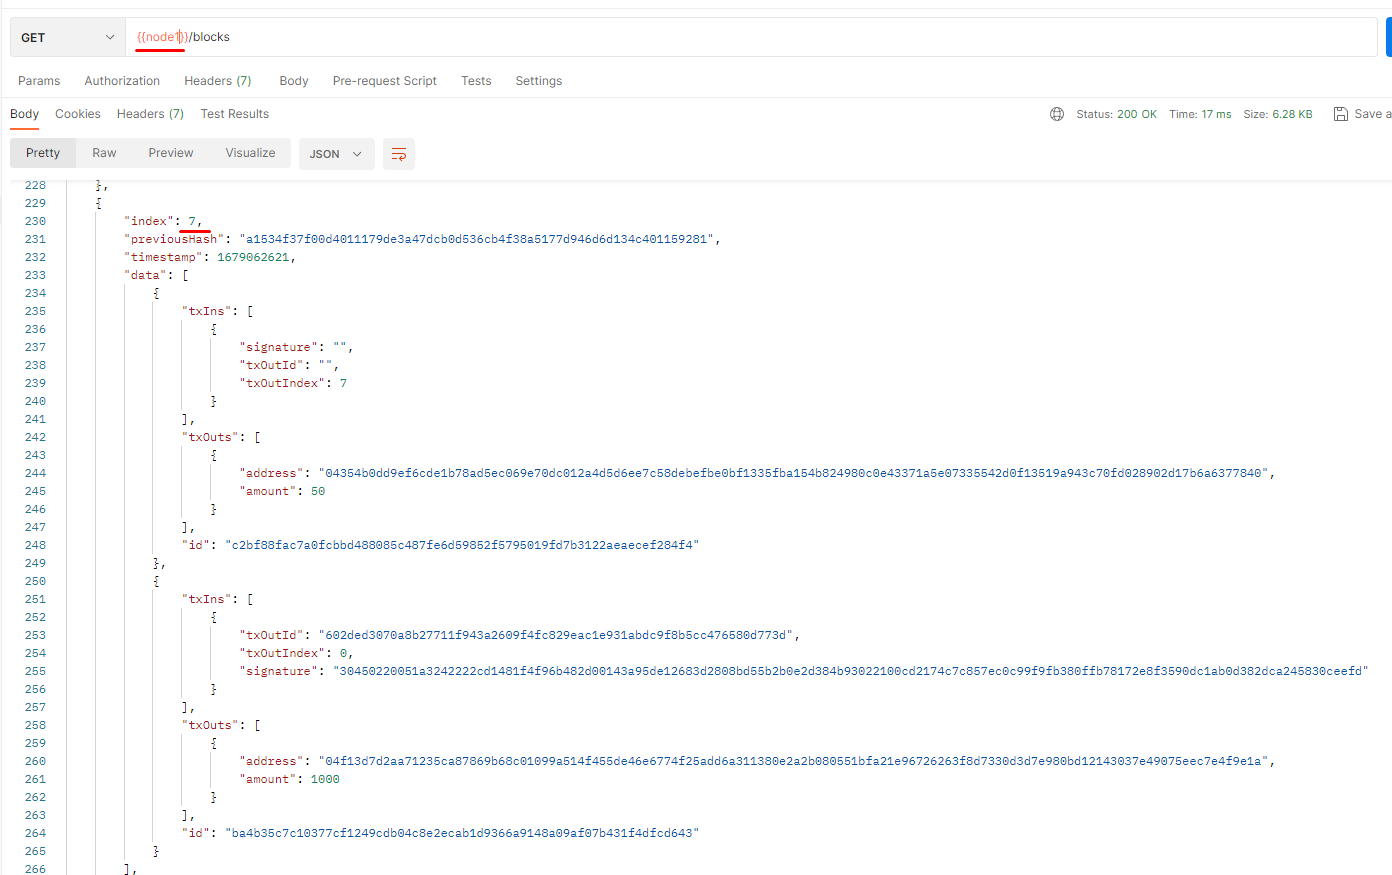 GET {{node1}}/blocks
Params Authorization Headers (7) Body Pre-request Script Tests Settings
Body Cookies Headers (7) Test Results Status: 200 OK Time: 17 ms Size: 6.28 KB Save a
Pretty Raw Preview Visualize JSON
228 },
229 {
230 "index": 7,
231 "previousHash": "a1534f37f00d4011179de3a47dcb0d536cb4f38a5177d946d6d134c401159281",
232 "timestamp": 1679062621,
233 "data": [
234 {
235 "txIns": [
236 {
237 "signature": "",
238 "txOutId": "",
239 "txOutIndex": 7
240 }
241 ],
242 "txOuts": [
243 {
244 "address": "04354b0dd9ef6cde1b78ad5ec069e70dc012a4d5d6ee7c58debefbe0bf1335fba154b824980c0e43371a5e07335542d0f13519a943c70fd028902d17b6a6377840",
245 "amount": 50
246 }
247 ],
248 "id": "c2bf88fac7a0fcbbd488085c487fe6d59852f5795019fd7b3122aeaecef284f4"
249 },
250 {
251 "txIns": [
252 {
253 "txOutId": "602ded3070a8b27711f943a2609f4fc829eac1e931abdc9f8b5cc476580d773d",
254 "txOutIndex": 0,
255 "signature": "30450220051a3242222cd1481f4f96b482d00143a95de12683d2808bd55b2b0e2d384b93022100cd2174c7c857ec0c99f9fb380ffb78172e8f3590dc1ab0d382dca245830ceefd"
256 }
257 ],
258 "txOuts": [
259 {
260 "address": "04f13d7d2aa71235ca87869b68c01099a514f455de46e6774f25add6a311380e2a2b080551bfa21e96726263f8d7330d3d7e980bd12143037e49075eec7e4f9e1a",
261 "amount": 1000
262 }
263 ],
264 "id": "ba4b35c7c10377cf1249cdb04c8e2ecab1d9366a9148a09af07b431f4dfcd643"
265 }
266 ],